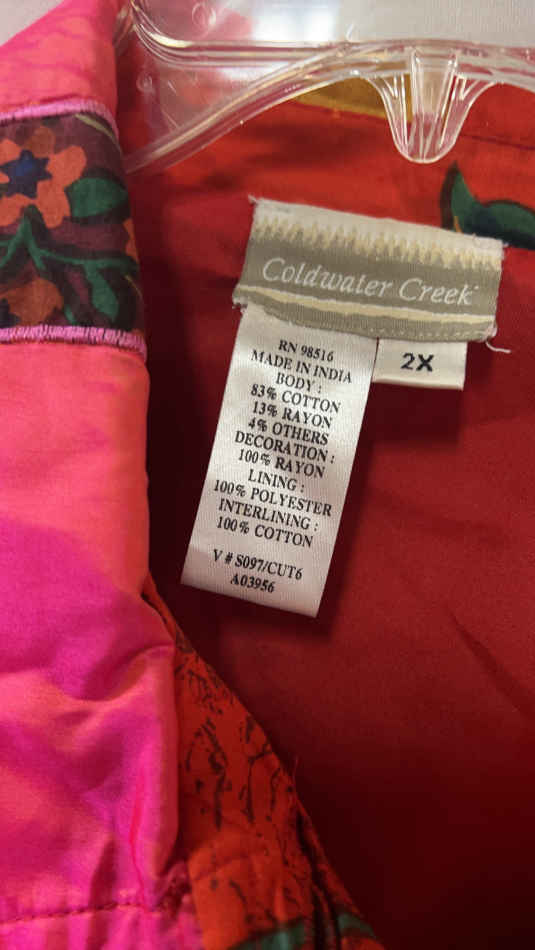 Coldwater Creek
2X
RN 98516
MADE IN INDIA
BODY :
83% COTTON
13% RAYON
4% OTHERS
DECORATION :
100% RAYON
LINING :
100% POLYESTER
INTERLINING :
100% COTTON
V # S097/CUT6
A03956